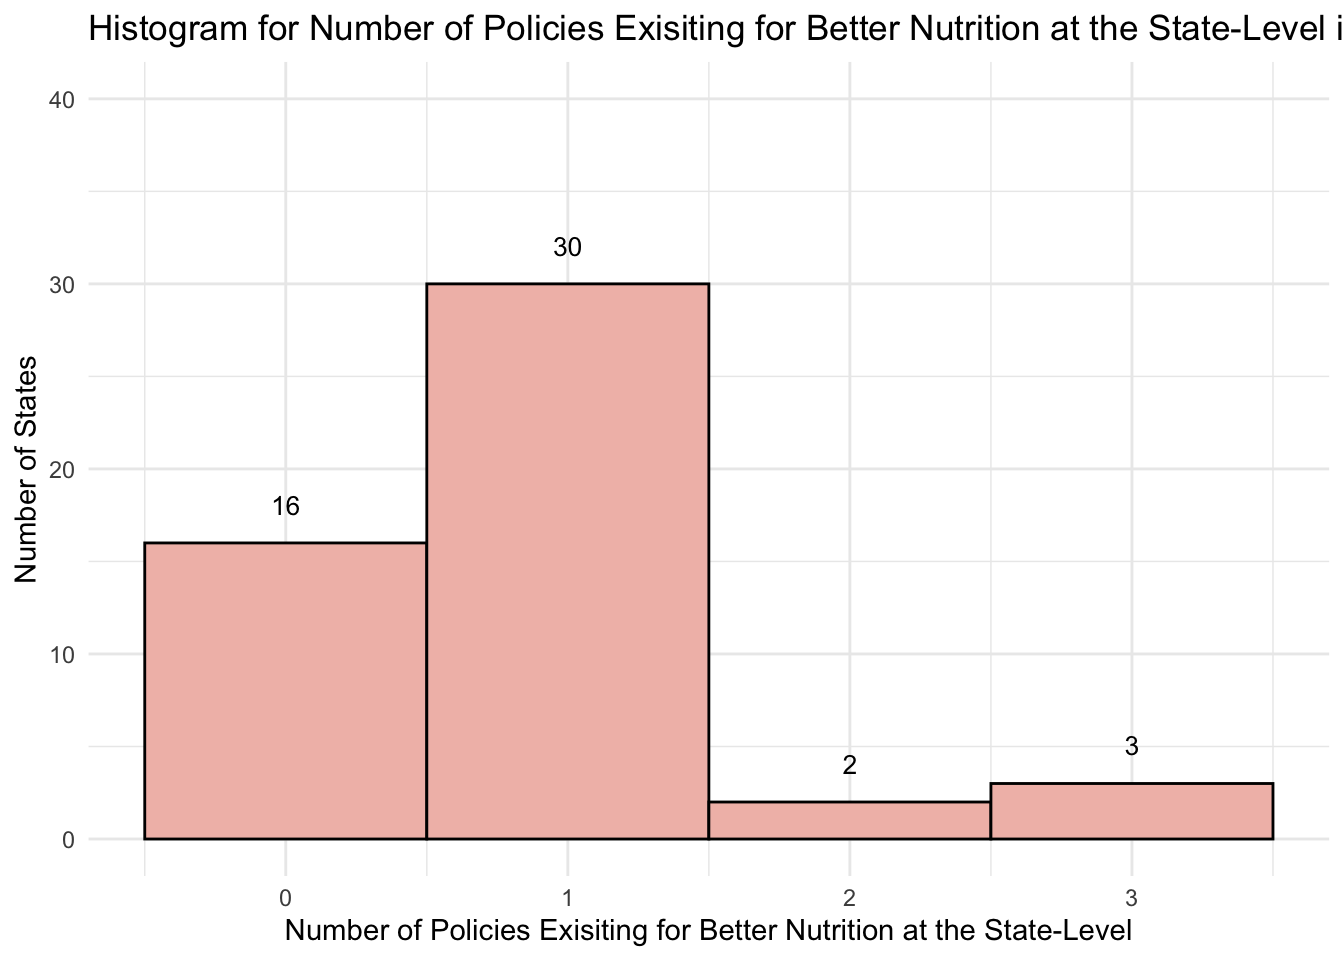 Histogram for Number of Policies Exisiting for Better Nutrition at the State-Level i
40
30
20
10
0
Number of States
16
30
2
3
0 1 2 3
Number of Policies Exisiting for Better Nutrition at the State-Level